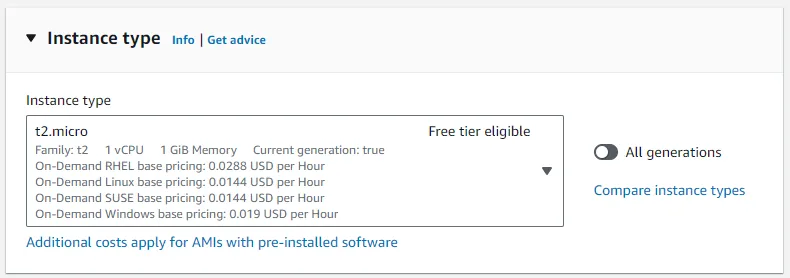 Instance type Info | Get advice
Instance type
t2.micro Free tier eligible
Family: t2 1 vCPU 1 GiB Memory Current generation: true
On-Demand RHEL base pricing: 0.0288 USD per Hour
On-Demand Linux base pricing: 0.0144 USD per Hour
On-Demand SUSE base pricing: 0.0144 USD per Hour
On-Demand Windows base pricing: 0.019 USD per Hour
All generations
Compare instance types
Additional costs apply for AMIs with pre-installed software